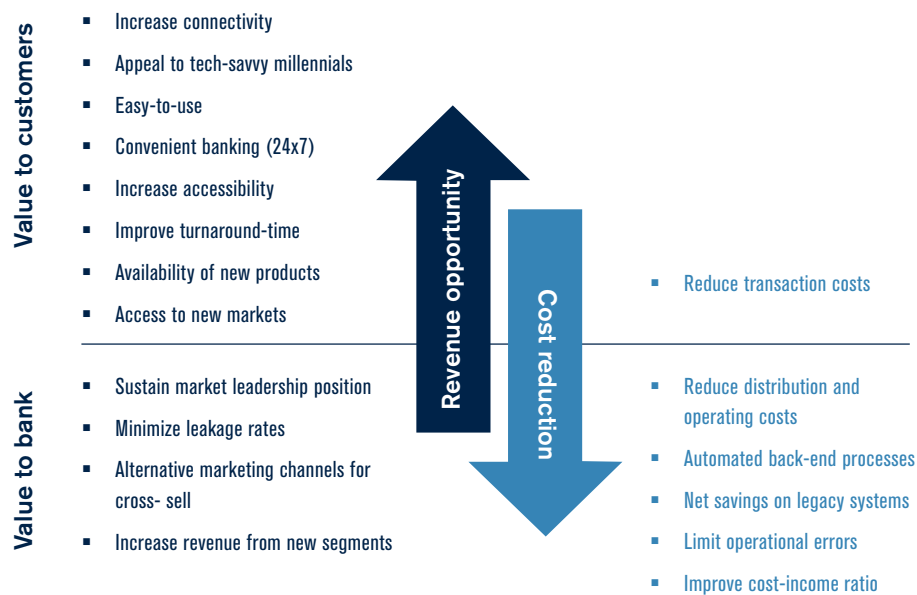 Value to customers
▪ Increase connectivity
▪ Appeal to tech-savvy millennials
▪ Easy-to-use
▪ Convenient banking (24x7)
▪ Increase accessibility
▪ Improve turnaround-time
▪ Availability of new products
▪ Access to new markets
Revenue opportunity
Cost reduction
▪ Reduce transaction costs
Value to bank
▪ Sustain market leadership position
▪ Minimize leakage rates
▪ Alternative marketing channels for
cross- sell
▪ Increase revenue from new segments
▪ Reduce distribution and
operating costs
▪ Automated back-end processes
▪ Net savings on legacy systems
▪ Limit operational errors
▪ Improve cost-income ratio